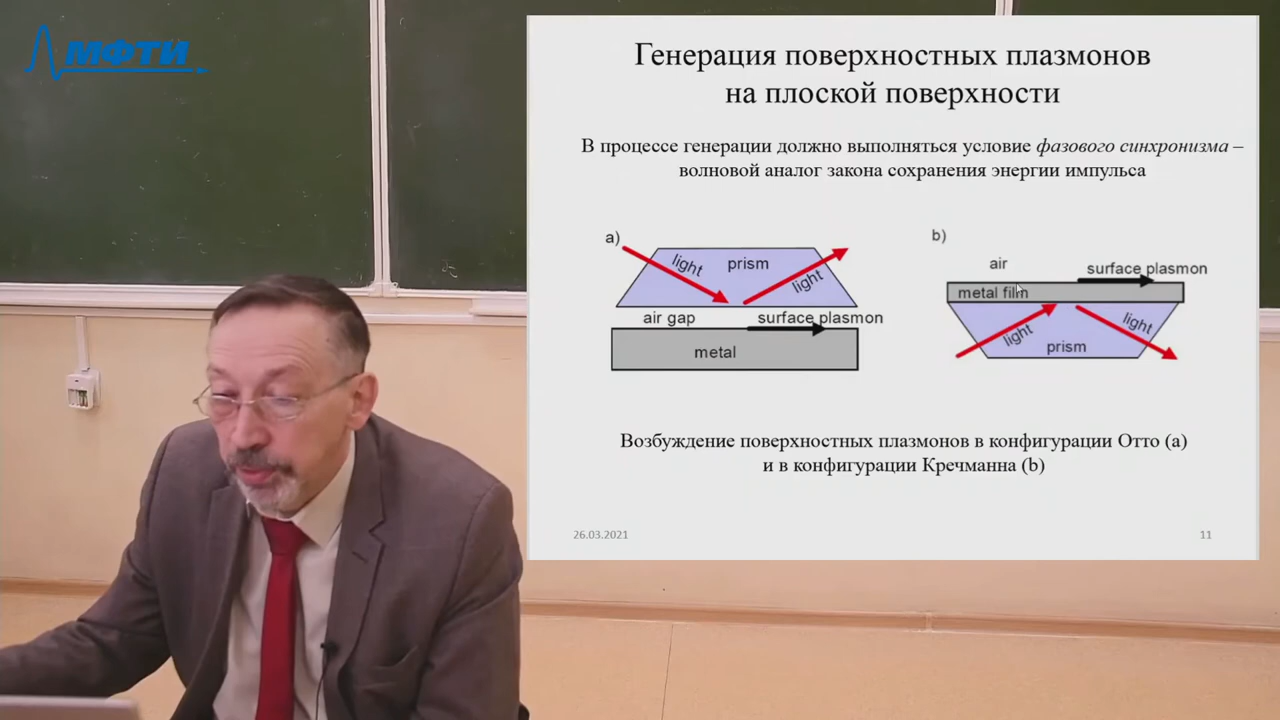 МФТИ
Генерация поверхностных плазмонов
на плоской поверхности
В процессе генерации должно выполняться условие фазового синхронизма –
волновой аналог закона сохранения энергии импульса
a)
light
prism
light
air gap
surface plasmon
metal
b)
air
surface plasmon
metal film
light
prism
light
Возбуждение поверхностных плазмонов в конфигурации Отто (a)
и в конфигурации Кречманна (b)
26.03.2021
11